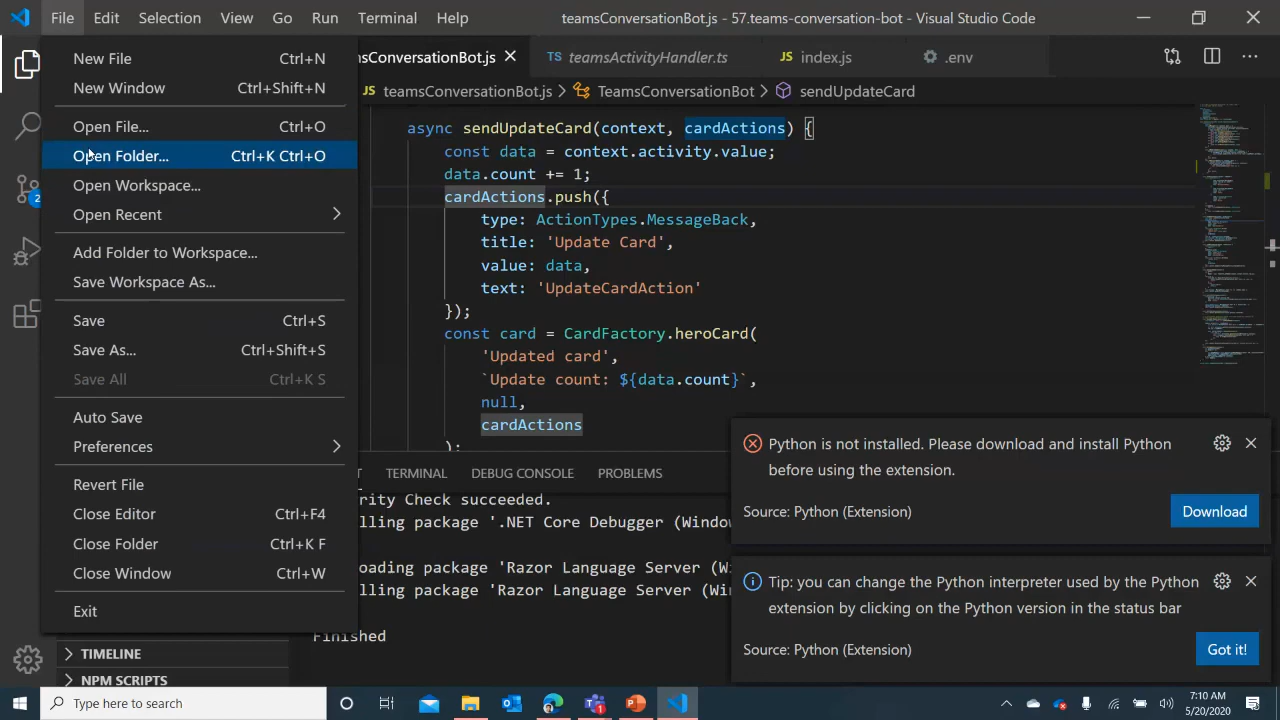 File Edit Selection View Go Run Terminal Help teamsConversationBot.js - 57.teams-conversation-bot - Visual Studio Code
New File Ctrl+N
New Window Ctrl+Shift+N
Open File... Ctrl+O
Open Folder... Ctrl+K Ctrl+O
Open Workspace...
Open Recent
Add Folder to Workspace...
Save Workspace As...
Save Ctrl+S
Save As... Ctrl+Shift+S
Save All Ctrl+K S
Auto Save
Preferences
Revert File
Close Editor Ctrl+F4
Close Folder Ctrl+K F
Close Window Ctrl+W
Exit
TIMELINE
NPM SCRIPTS
2
msConversationBot.js TS teamsActivityHandler.ts JS index.js .env
JS teamsConversationBot.js > TeamsConversationBot > sendUpdateCard
async sendUpdateCard(context, cardActions) {
const data = context.activity.value;
data.count += 1;
cardActions.push({
type: ActionTypes.MessageBack,
title: 'Update Card',
value: data,
text: 'UpdateCardAction'
});
const card = CardFactory.heroCard(
'Updated card',
`Update count: ${data.count}`,
null,
cardActions
);
T TERMINAL DEBUG CONSOLE PROBLEMS
rity Check succeeded.
lling package '.NET Core Debugger (Window
oading package 'Razor Language Server (Wi
lling package 'Razor Language Server (Win
Finished
Python is not installed. Please download and install Python
before using the extension.
Source: Python (Extension) Download
Tip: you can change the Python interpreter used by the Python
extension by clicking on the Python version in the status bar
Source: Python (Extension) Got it!
Type here to search
1
7:10 AM
5/20/2020